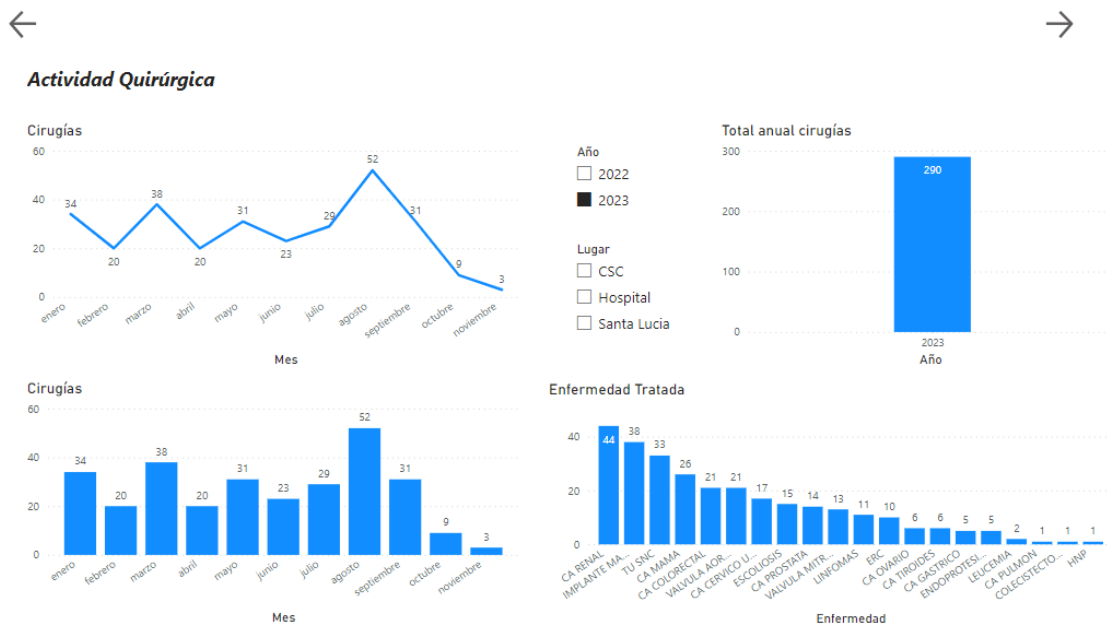 Actividad Quirúrgica
Cirugías
60
40
20
0
34
20
38
20
31
23
29
52
31
9
3
enero
febrero
marzo
abril
mayo
junio
julio
agosto
septiembre
octubre
noviembre
Mes
Año
2022
2023
Lugar
CSC
Hospital
Santa Lucia
Total anual cirugías
300
200
100
0
290
2023
Año
Cirugías
60
40
20
0
34
20
38
20
31
23
29
52
31
9
3
enero
febrero
marzo
abril
mayo
junio
julio
agosto
septiembre
octubre
noviembre
Mes
Enfermedad Tratada
40
20
0
44
38
33
26
21
21
17
15
14
13
11
10
6
6
5
5
2
1
1
1
CA RENAL
IMPLANTE MA...
TU SNC
CA MAMA
CA COLORECTAL
VALVULA AOR...
CA CERVICO U...
ESCOLIOSIS
CA PROSTATA
VALVULA MITR...
LINFOMAS
ERC
CA OVARIO
CA TIROIDES
CA GASTRICO
ENDOPROTESI...
LEUCEMIA
CA PULMON
COLECISTECTO...
HNP
Enfermedad